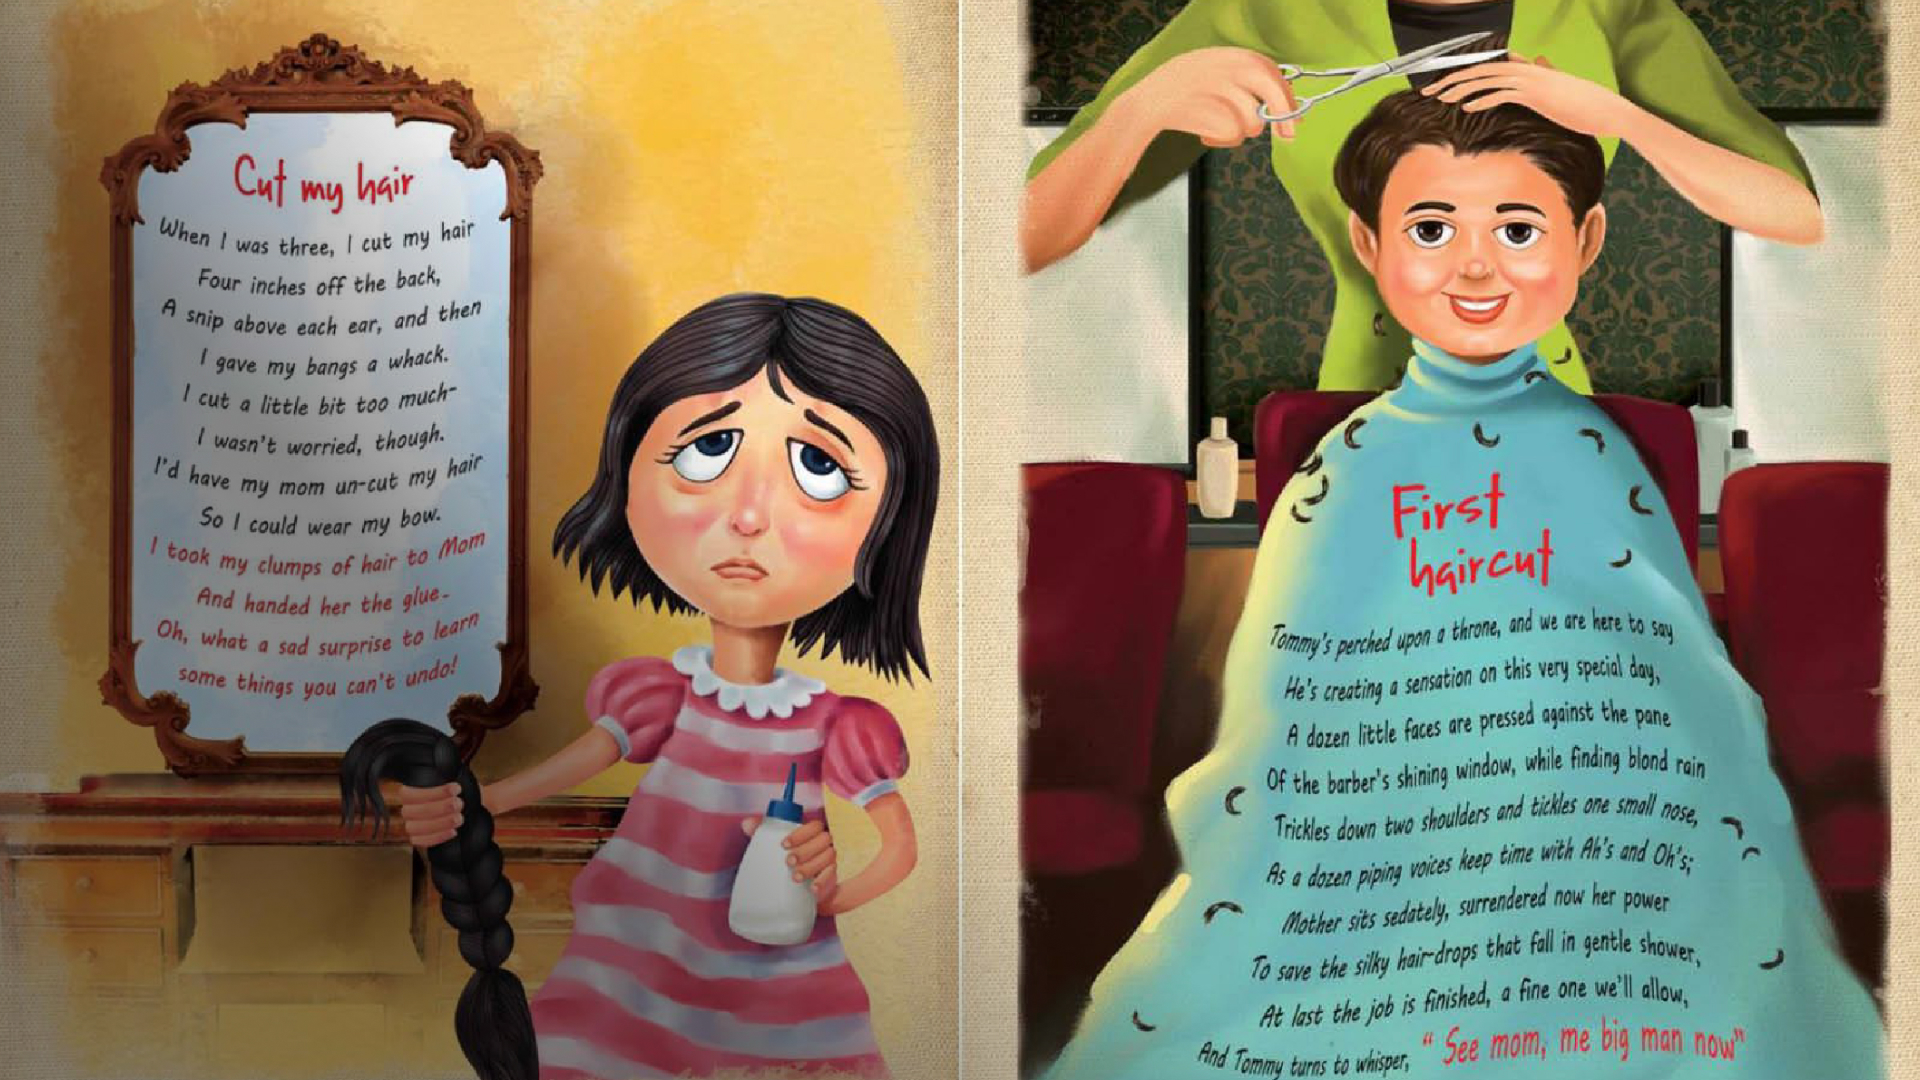 Cut my hair
When I was three, I cut my hair
Four inches off the back,
A snip above each ear, and then
I gave my bangs a whack.
I cut a little bit too much-
I wasn't worried, though.
I'd have my mom un-cut my hair
So I could wear my bow.
I took my clumps of hair to Mom
And handed her the glue-
Oh, what a sad surprise to learn
some things you can't undo!
First
haircut
Tommy's perched upon a throne, and we are here to say
He's creating a sensation on this very special day,
A dozen little faces are pressed against the pane
Of the barber's shining window, while finding blond rain
Trickles down two shoulders and tickles one small nose,
As a dozen piping voices keep time with Ah's and Oh's;
Mother sits sedately, surrendered now her power
To save the silky hair-drops that fall in gentle shower,
At last the job is finished, a fine one we'll allow,
And Tommy turns to whisper, " See mom, me big man now"